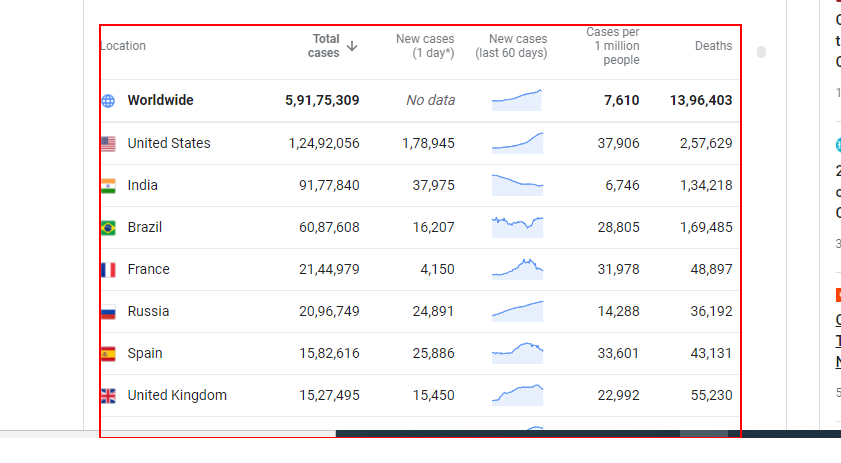 Location Total cases New cases (1 day*) New cases (last 60 days) Cases per 1 million people Deaths
Worldwide 5,91,75,309 No data 7,610 13,96,403
United States 1,24,92,056 1,78,945 37,906 2,57,629
India 91,77,840 37,975 6,746 1,34,218
Brazil 60,87,608 16,207 28,805 1,69,485
France 21,44,979 4,150 31,978 48,897
Russia 20,96,749 24,891 14,288 36,192
Spain 15,82,616 25,886 33,601 43,131
United Kingdom 15,27,495 15,450 22,992 55,230